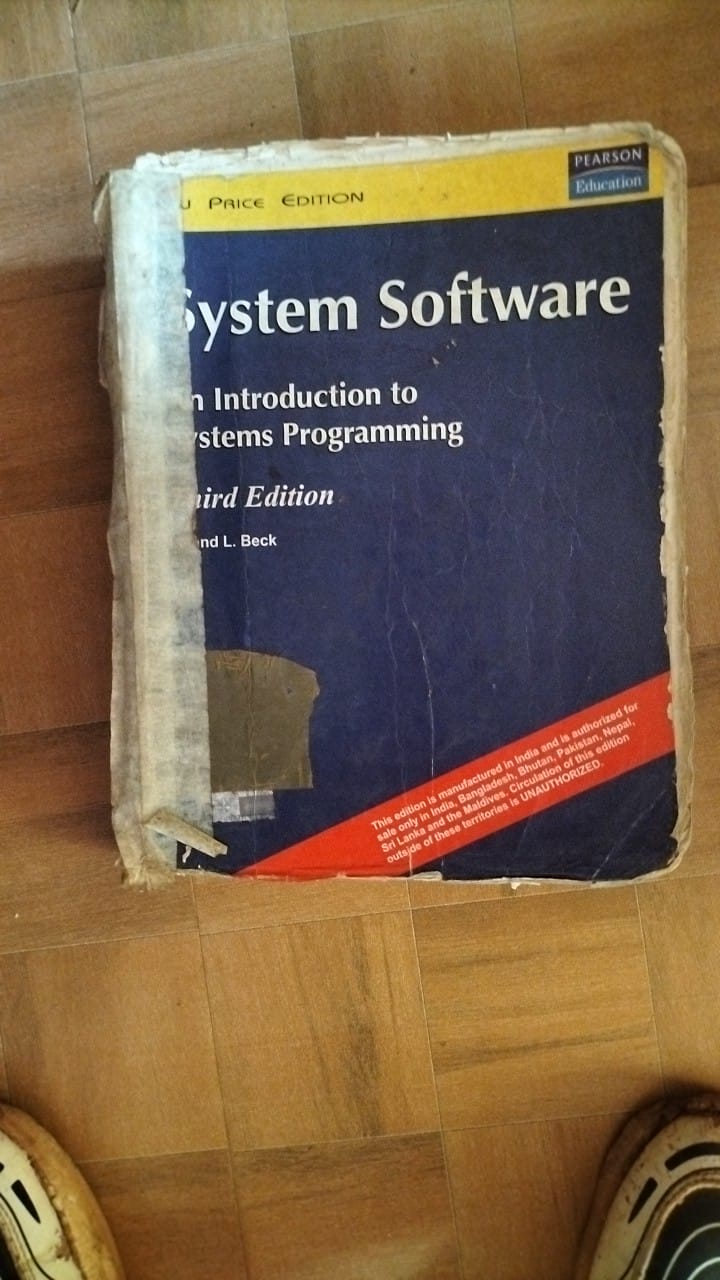 PEARSON
Education
U PRICE EDITION
System Software
n Introduction to
ystems Programming
hird Edition
nd L. Beck
This edition is manufactured in India and is authorized for
sale only in India, Bangladesh, Bhutan, Pakistan, Nepal,
Sri Lanka and the Maldives. Circulation of this edition
outside of these territories is UNAUTHORIZED.